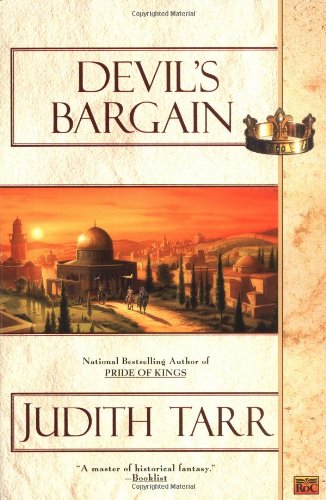 Copyrighted Material
DEVIL'S
BARGAIN
National Bestselling Author of
PRIDE OF KINGS
JUDITH TARR
"A master of historical fantasy."
—Booklist
ROC
Copyrighted Material